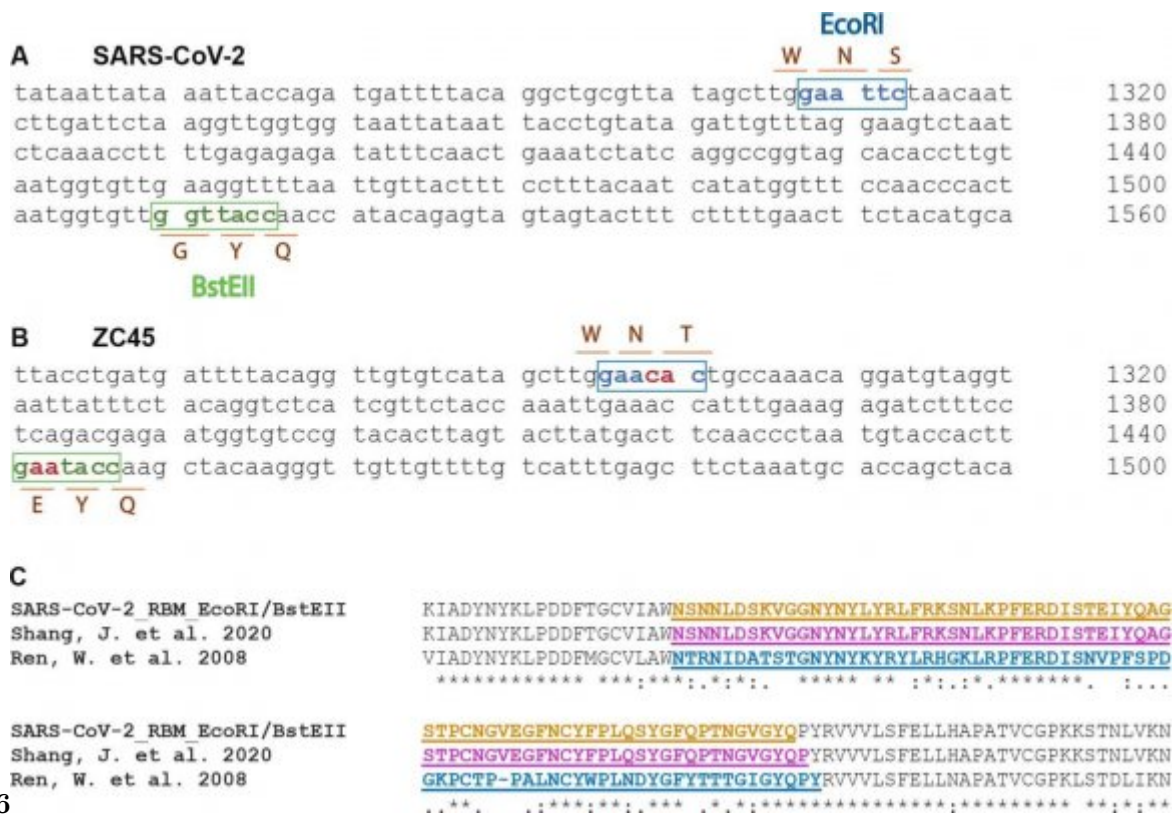 EcoRI
A SARS-CoV-2
W N S
tataattata aattaccaga tgattttaca ggctgcgtta tagcttggaa ttctaacaat 1320
cttgattcta aggttggtgg taattataat tacctgtata gattgtttag gaagtctaat 1380
ctcaaacctt ttgagagaga tatttcaact gaaatctatc aggccggtag cacaccttgt 1440
aatggtgttg aaggttttaa ttgttacttt cctttacaat catatggttt ccaacccact 1500
aatggtgttg gttaccaacc atacagagta gtagtacttt cttttgaact tctacatgca 1560
G Y Q
BstEII
B ZC45
W N T
ttacctgatg attttacagg ttgtgtcata gcttggaaca ctgccaaaca ggatgtaggt 1320
aattatttct acaggtctca tcgttctacc aaattgaaac catttgaaag agatctttcc 1380
tcagacgaga atggtgtccg tacacttagt acttatgact tcaaccctaa tgtaccactt 1440
gaataccaag ctacaagggt tgttgttttg tcatttgagc ttctaaatgc accagctaca 1500
E Y Q
C
SARS-CoV-2_RBM_EcoRI/BstEII KIADYNYKLPDDFTGCVIAWNSNNLDSKVGGNYNYLYRLFRKSNLKPFERDISTEIYQAG
Shang, J. et al. 2020 KIADYNYKLPDDFTGCVIAWNSNNLDSKVGGNYNYLYRLFRKSNLKPFERDISTEIYQAG
Ren, W. et al. 2008 VIADYNYKLPDDFMGCVLAWNTRNIDATSTGNYNYKYRYLRHGKLRPFERDISNVPFSPD
************ ***:***:.*:*:. ***** ** :*:.:*.*******. :...
SARS-CoV-2_RBM_EcoRI/BstEII STPCNGVEGFNCYFPLQSYGFQPTNGVGYQPYRVVVLSFELLHAPATVCGPKKSTNLVKN
Shang, J. et al. 2020 STPCNGVEGFNCYFPLQSYGFQPTNGVGYQPYRVVVLSFELLHAPATVCGPKKSTNLVKN
Ren, W. et al. 2008 GKPCTP-PALNCYWPLNDYGFYTTTGIGYQPYRVVVLSFELLNAPATVCGPKLSTDLIKN
6 ..** .:***:**:.*** .*.*:***************:********* **:*:**